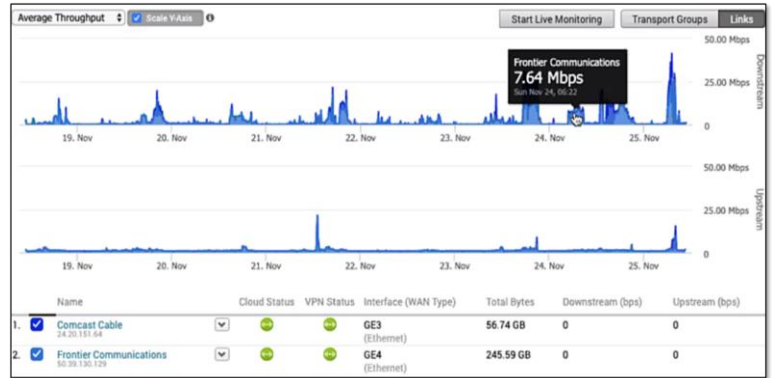 Average Throughput Scale Y-Axis Start Live Monitoring Transport Groups Links
50.00 Mbps
Frontier Communications
7.64 Mbps
Sun Nov 24, 06:22
25.00 Mbps
Downstream
0
19. Nov 20. Nov 21. Nov 22. Nov 23. Nov 24. Nov 25. Nov
50.00 Mbps
25.00 Mbps
Upstream
0
19. Nov 20. Nov 21. Nov 22. Nov 23. Nov 24. Nov 25. Nov
Name Cloud Status VPN Status Interface (WAN Type) Total Bytes Downstream (bps) Upstream (bps)
1. Comcast Cable GE3 56.74 GB 0 0
24.20.151.64 (Ethernet)
2. Frontier Communications GE4 245.59 GB 0 0
50.39.130.129 (Ethernet)